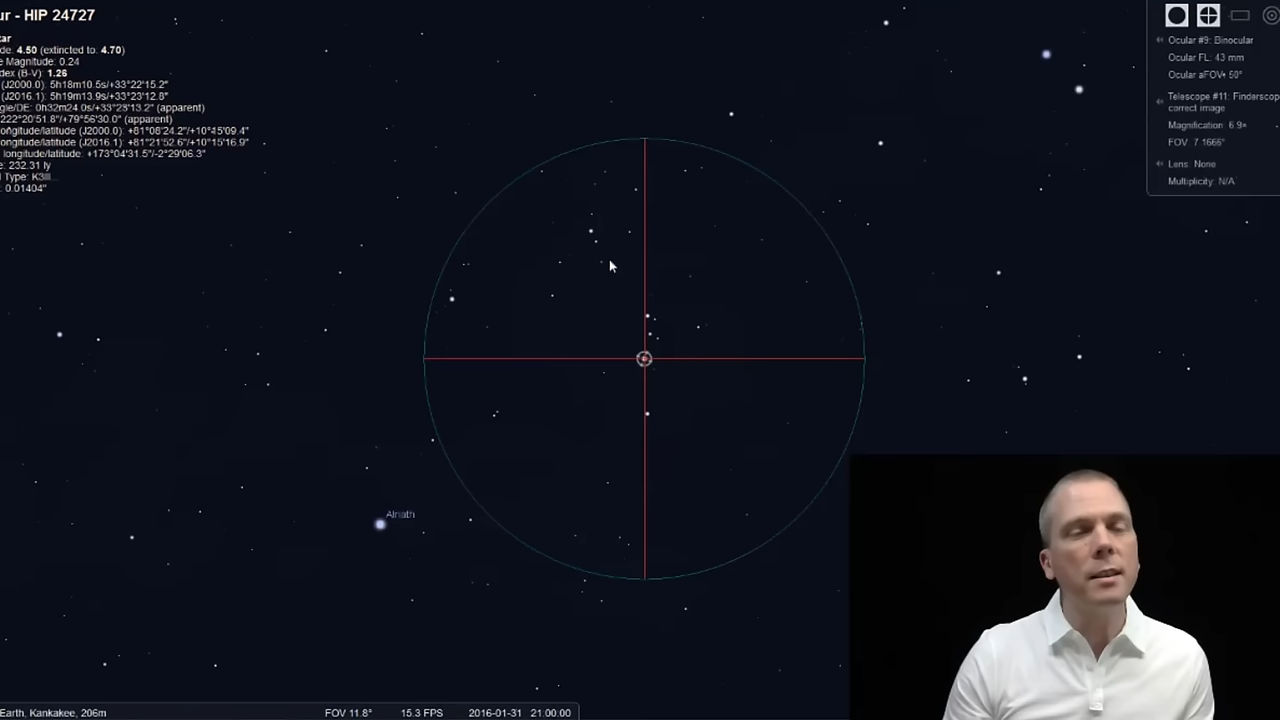 ur - HIP 24727
tar
de: 4.50 (extincted to: 4.70)
e Magnitude: 0.24
ndex (B-V): 1.26
(J2000.0): 5h18m10.5s/+33°22'15.2"
(J2016.1): 5h19m13.9s/+33°23'12.8"
gle/DE: 0h32m24.0s/+33°23'13.2" (apparent)
222°20'51.8"/+79°56'30.0" (apparent)
ongitude/latitude (J2000.0): +81°08'24.2"/+10°45'09.4"
ongitude/latitude (J2016.1): +81°21'52.6"/+10°15'16.9"
longitude/latitude: +173°04'31.5"/-2°29'06.3"
e: 232.31 ly
l Type: K3III...
: 0.01404"
Ocular #9: Binocular
Ocular FL: 43 mm
Ocular aFOV: 50°
Telescope #11: Finderscop
correct image
Magnification: 6.9×
FOV: 7.1666°
Lens: None
Multiplicity: N/A
Alnath
Earth, Kankakee, 206m
FOV 11.8°
15.3 FPS
2016-01-31 21:00:00